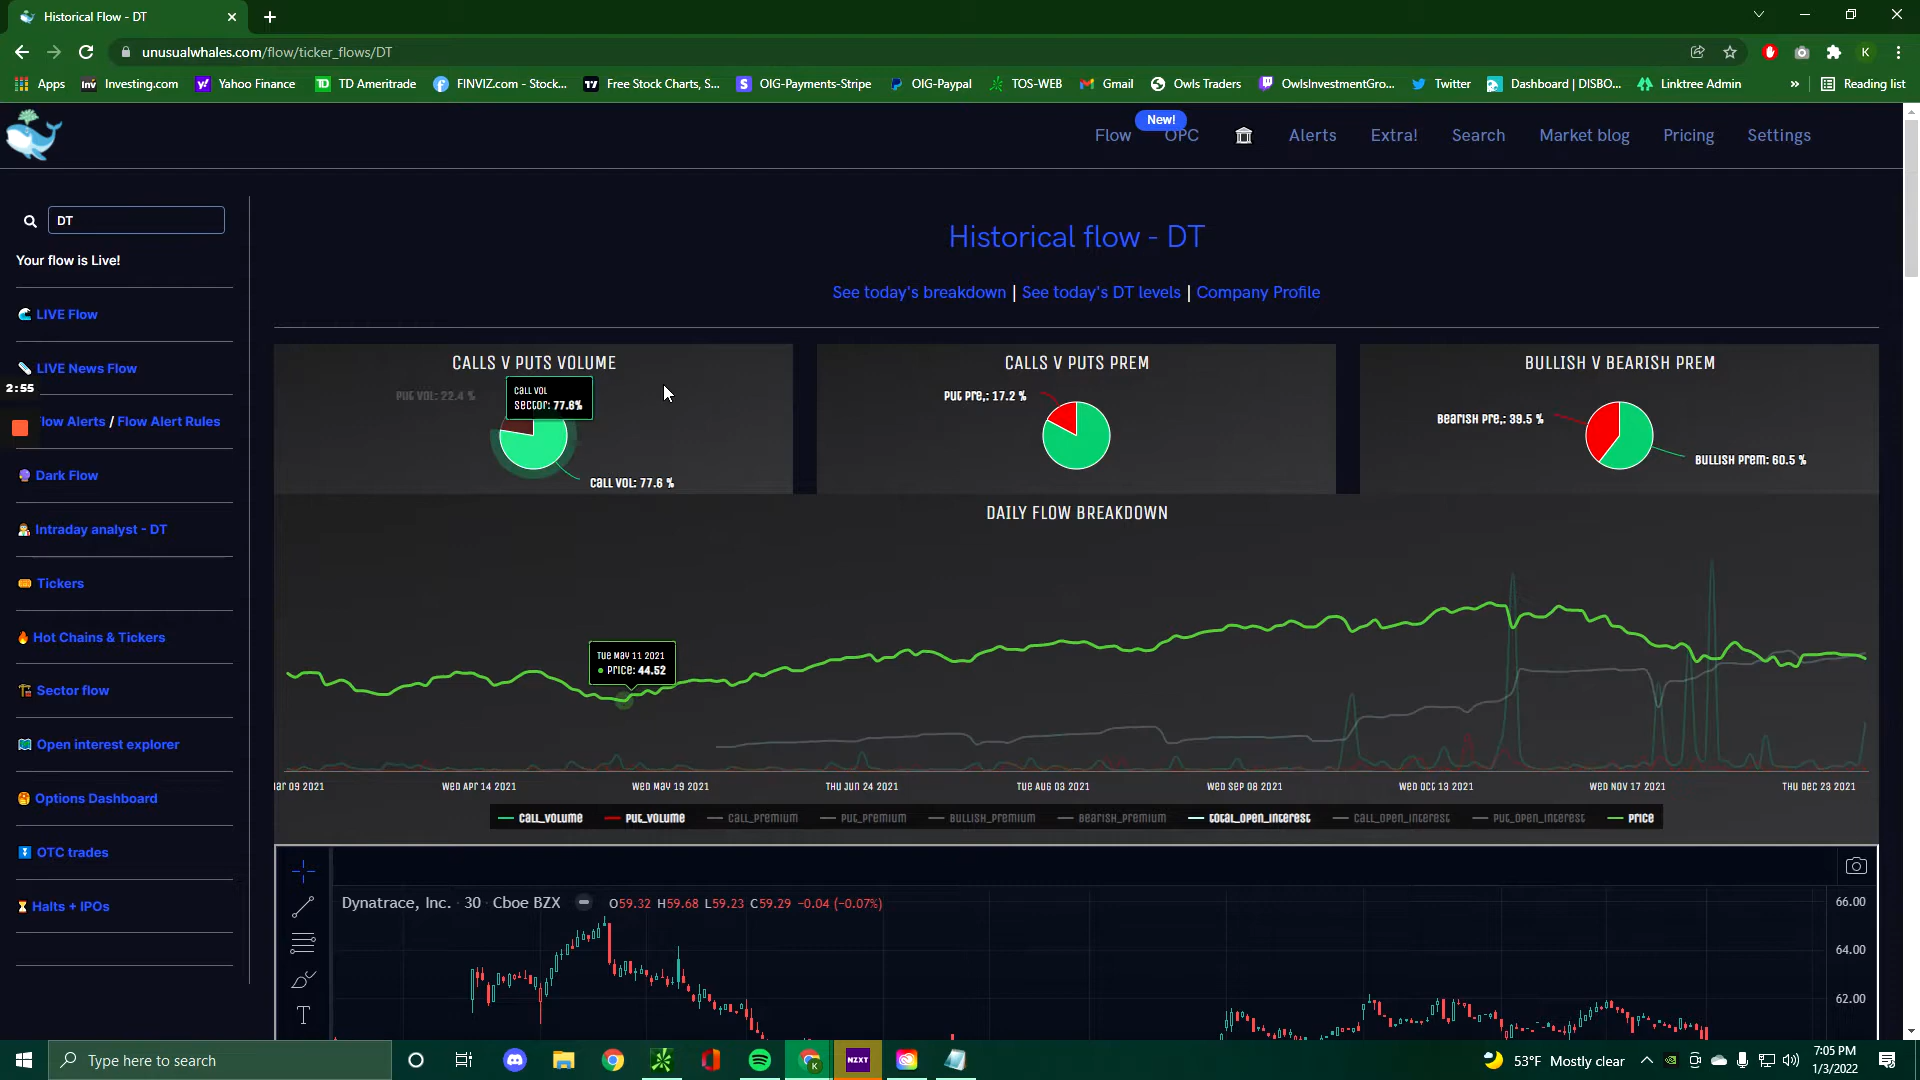 Historical Flow - DT
unusualwhales.com/flow/ticker_flows/DT
K
Apps
Inv Investing.com
Yahoo Finance
TD Ameritrade
FINVIZ.com - Stock...
Free Stock Charts, S...
OIG-Payments-Stripe
OIG-Paypal
TOS-WEB
Gmail
Owls Traders
OwlsInvestmentGro...
Twitter
Dashboard | DISBO...
Linktree Admin
»
Reading list
New!
Flow
OPC
Alerts
Extra!
Search
Market blog
Pricing
Settings
DT
Your flow is Live!
LIVE Flow
LIVE News Flow
2:55
low Alerts / Flow Alert Rules
Dark Flow
Intraday analyst - DT
Tickers
Hot Chains & Tickers
Sector flow
Open interest explorer
Options Dashboard
OTC trades
Halts + IPOs
Historical flow - DT
See today's breakdown | See today's DT levels | Company Profile
CALLS V PUTS VOLUME
Put Vol: 22.4 %
Call Vol
sector: 77.6%
Call Vol: 77.6 %
CALLS V PUTS PREM
Put Pre,: 17.2 %
BULLISH V BEARISH PREM
Bearish Pre,: 39.5 %
Bullish Prem: 60.5 %
DAILY FLOW BREAKDOWN
Tue May 11 2021
Price: 44.52
ar 09 2021
Wed Apr 14 2021
Wed May 19 2021
Thu Jun 24 2021
Tue Aug 03 2021
Wed Sep 08 2021
Wed Oct 13 2021
Wed Nov 17 2021
Thu Dec 23 2021
call_volume
put_volume
call_premium
put_premium
bullish_premium
bearish_premium
total_open_interest
call_open_interest
put_open_interest
price
Dynatrace, Inc. · 30 · Cboe BZX
O59.32 H59.68 L59.23 C59.29 −0.04 (−0.07%)
66.00
64.00
62.00
T
Type here to search
NZXT
53°F Mostly clear
7:05 PM
1/3/2022